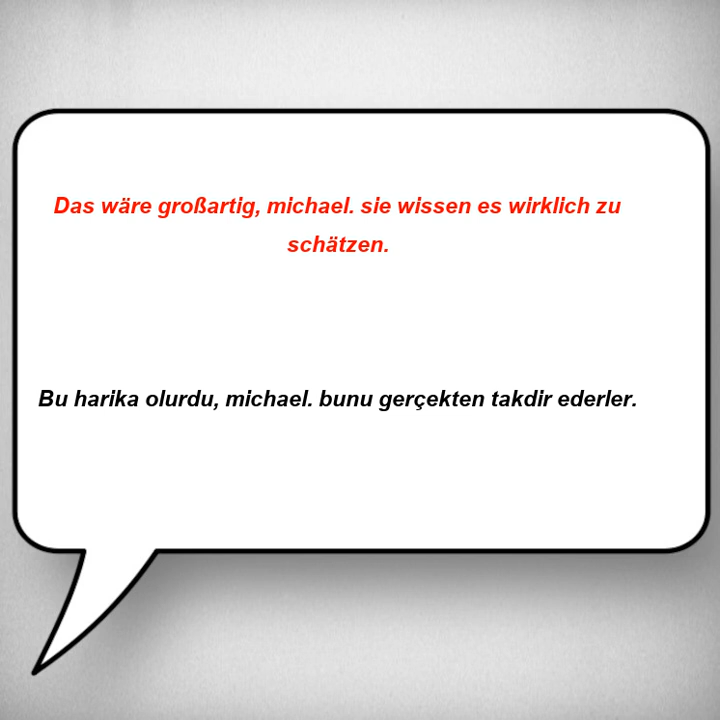 Das wäre großartig, michael. sie wissen es wirklich zu
schätzen.
Bu harika olurdu, michael. bunu gerçekten takdir ederler.